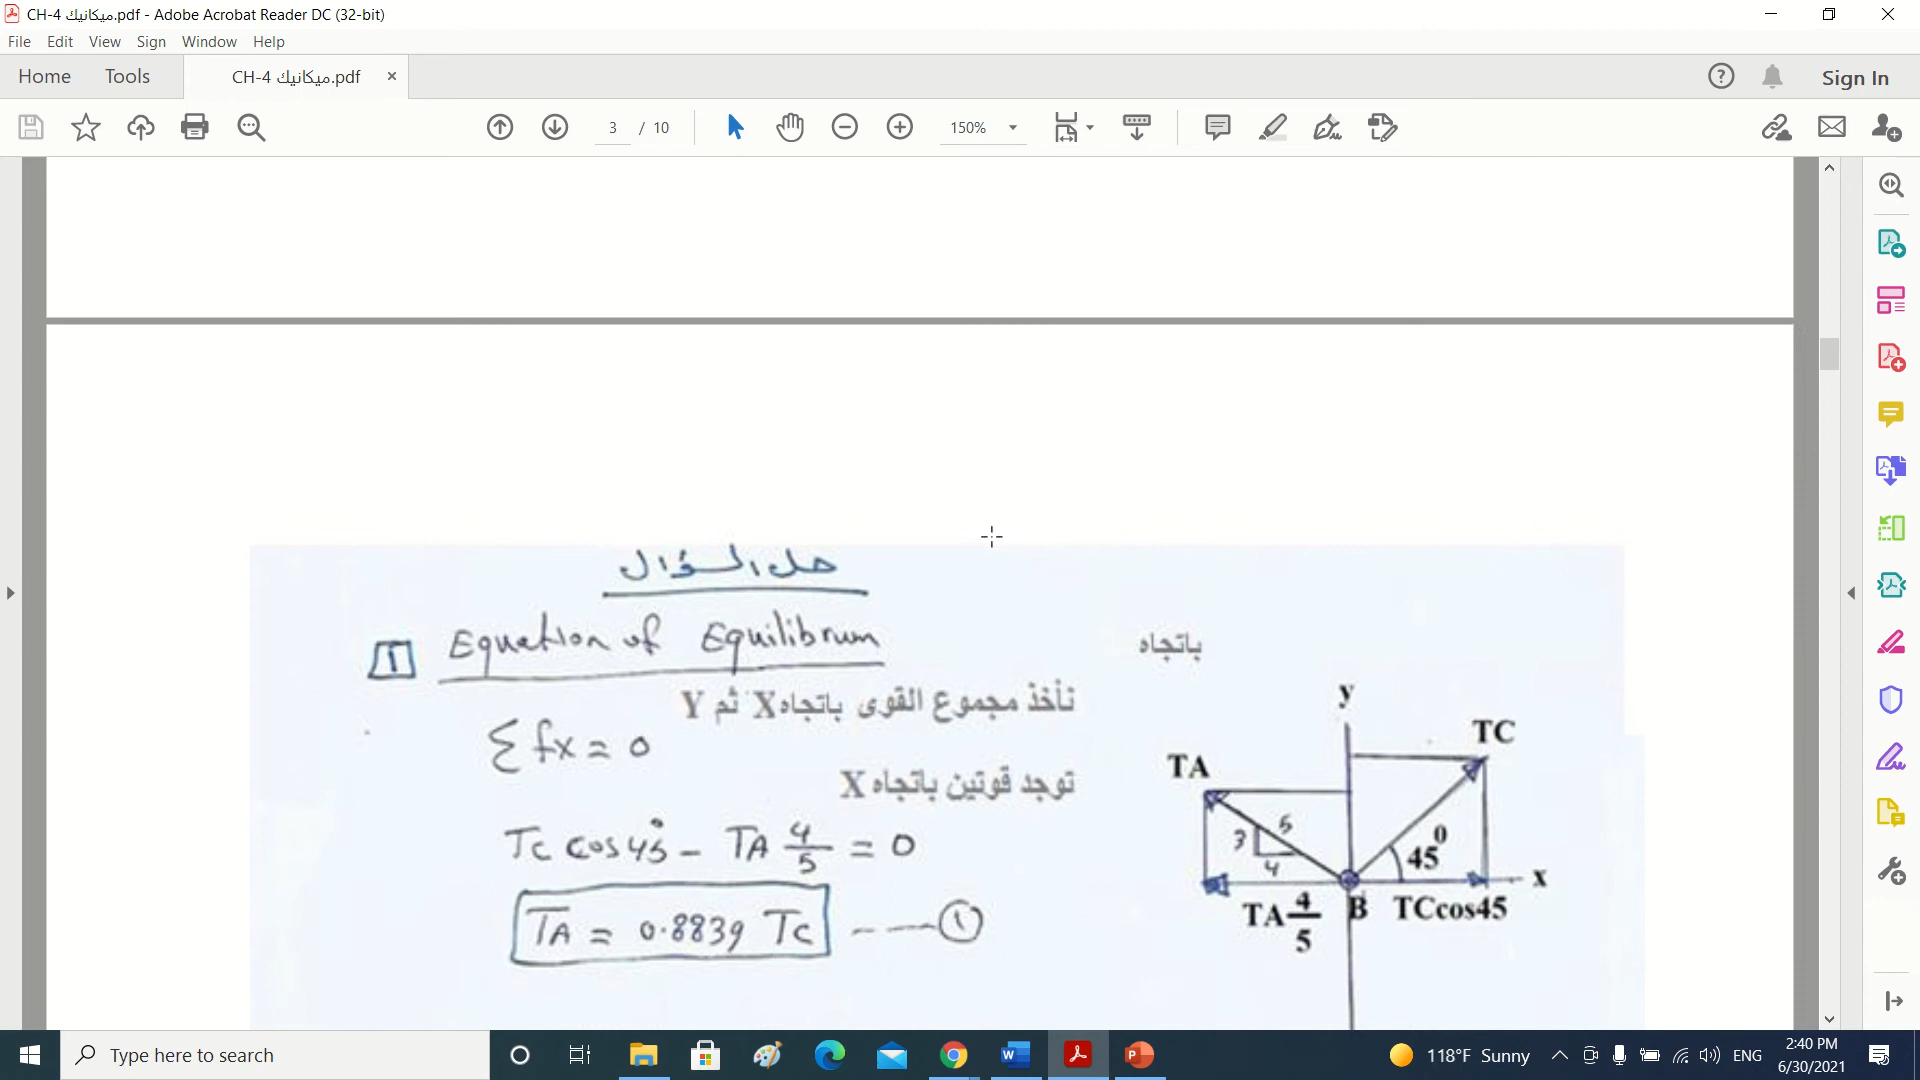 CH-4 ميكانيك.pdf - Adobe Acrobat Reader DC (32-bit)
File Edit View Sign Window Help
Home Tools CH-4 ميكانيك.pdf × Sign In
3 / 10 150%
حل السؤال
1 Equation of Equilibrum
باتجاه
نأخذ مجموع القوى باتجاه X ثم Y
Σ fx = 0
توجد قوتين باتجاه X
Tc cos 45° - TA 4/5 = 0
TA = 0.8839 Tc ---- ①
y
TC
TA
3 5 4
45⁰
x
TA 4/5 B TCcos45
Type here to search
118°F Sunny ENG 2:40 PM 6/30/2021